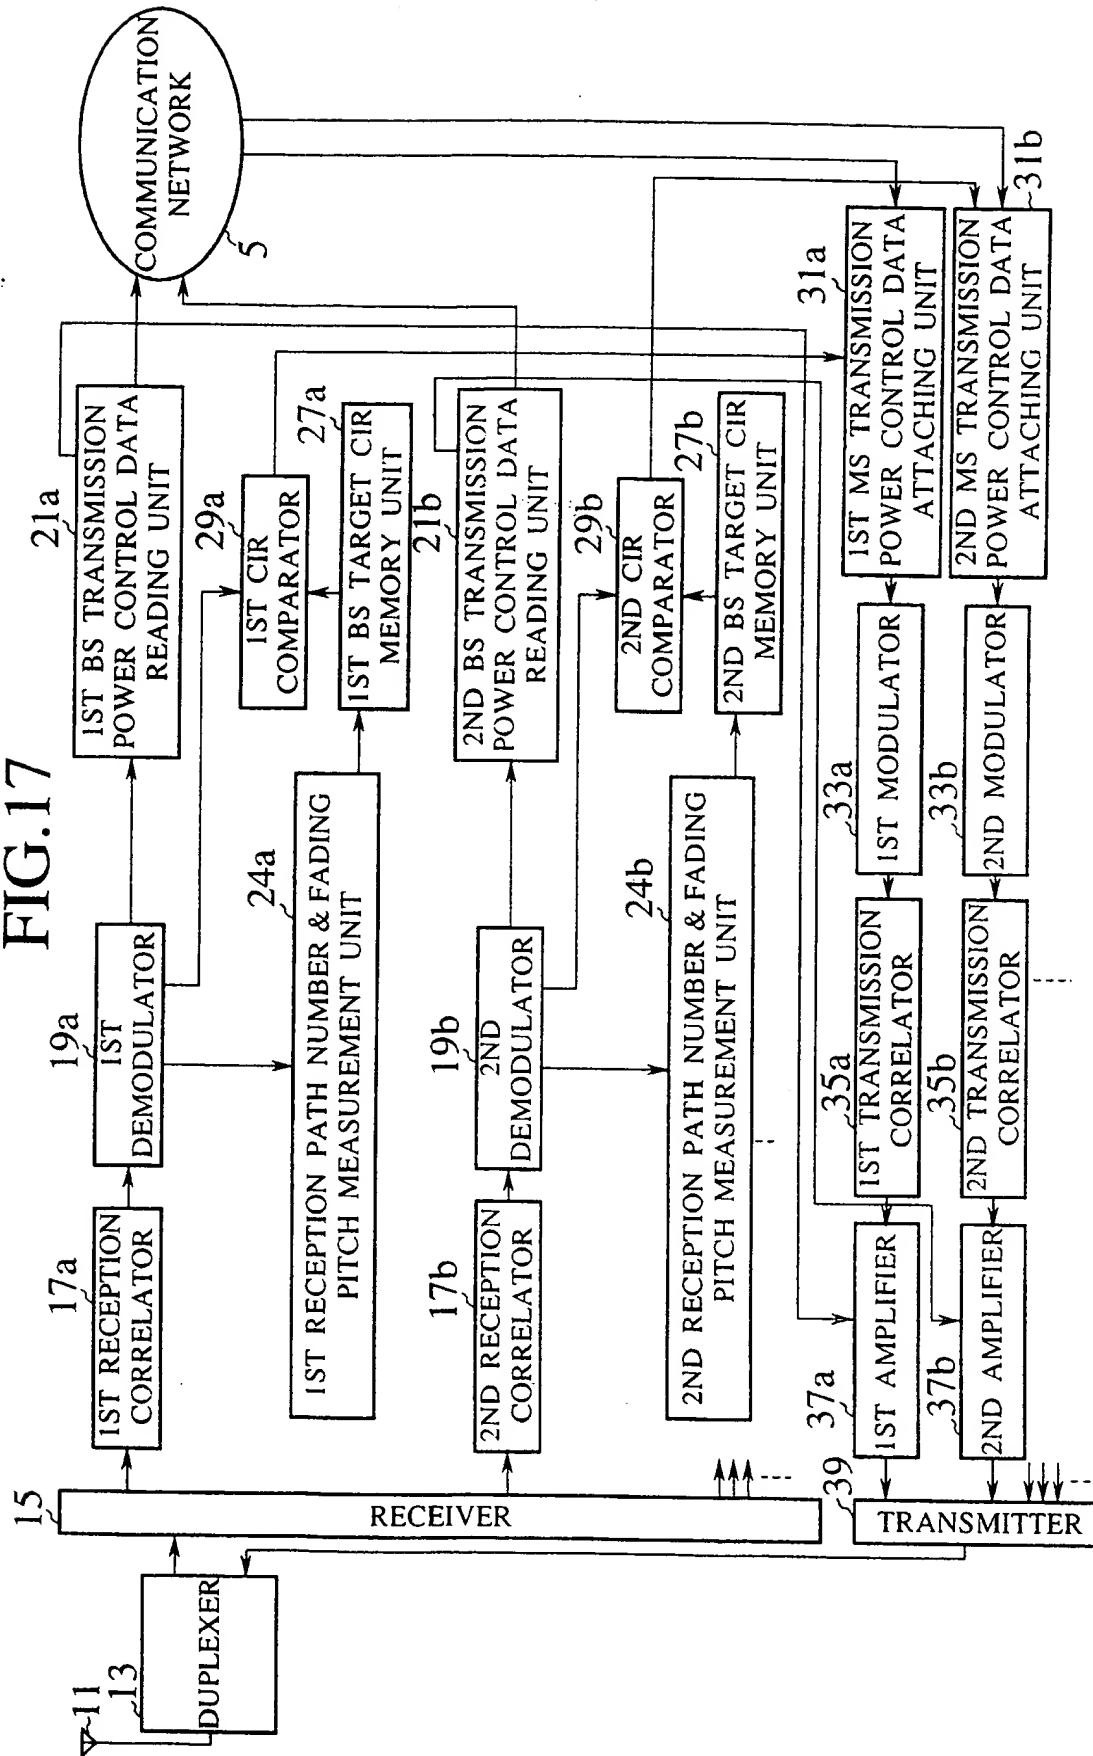 FIG.17
11
13
DUPLEXER
15
RECEIVER
17a
1ST RECEPTION
CORRELATOR
19a
1ST
DEMODULATOR
21a
1ST BS TRANSMISSION
POWER CONTROL DATA
READING UNIT
COMMUNICATION
NETWORK
5
29a
1ST CIR
COMPARATOR
24a
1ST RECEPTION PATH NUMBER & FADING
PITCH MEASUREMENT UNIT
27a
1ST BS TARGET CIR
MEMORY UNIT
17b
2ND RECEPTION
CORRELATOR
19b
2ND
DEMODULATOR
21b
2ND BS TRANSMISSION
POWER CONTROL DATA
READING UNIT
29b
2ND CIR
COMPARATOR
24b
2ND RECEPTION PATH NUMBER & FADING
PITCH MEASUREMENT UNIT
27b
2ND BS TARGET CIR
MEMORY UNIT
39
TRANSMITTER
37a
1ST AMPLIFIER
35a
1ST TRANSMISSION
CORRELATOR
33a
1ST MODULATOR
31a
1ST MS TRANSMISSION
POWER CONTROL DATA
ATTACHING UNIT
37b
2ND AMPLIFIER
35b
2ND TRANSMISSION
CORRELATOR
33b
2ND MODULATOR
31b
2ND MS TRANSMISSION
POWER CONTROL DATA
ATTACHING UNIT